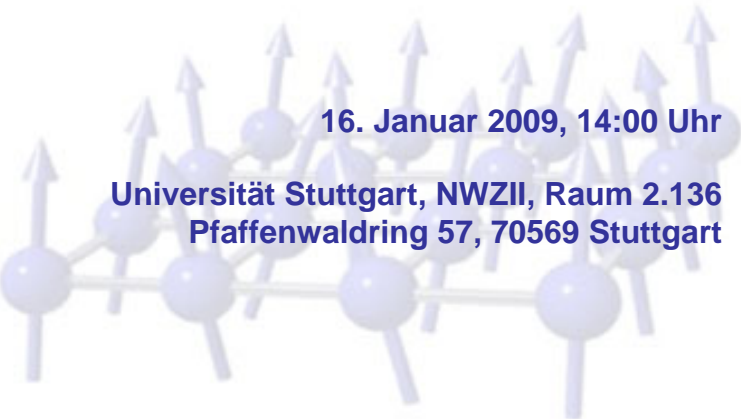 16. Januar 2009, 14:00 Uhr
Universität Stuttgart, NWZII, Raum 2.136
Pfaffenwaldring 57, 70569 Stuttgart